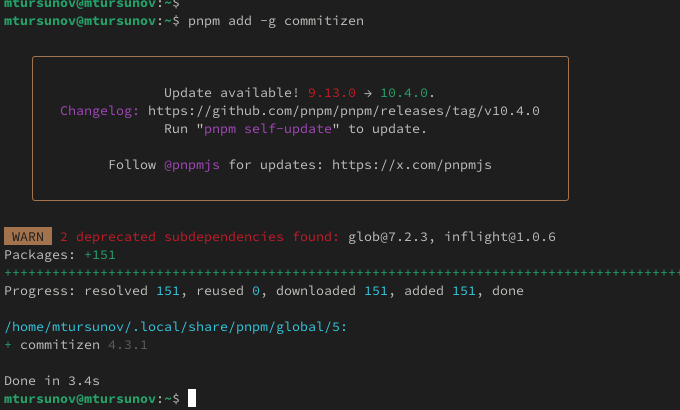 mtursunov@mtursunov:~$
mtursunov@mtursunov:~$ pnpm add -g commitizen
Update available! 9.13.0 → 10.4.0.
Changelog: https://github.com/pnpm/pnpm/releases/tag/v10.4.0
Run "pnpm self-update" to update.
Follow @pnpmjs for updates: https://x.com/pnpmjs
WARN 2 deprecated subdependencies found: glob@7.2.3, inflight@1.0.6
Packages: +151
+++++++++++++++++++++++++++++++++++++++++++++++++++++++++++++++++++++++++++++++++++++
Progress: resolved 151, reused 0, downloaded 151, added 151, done
/home/mtursunov/.local/share/pnpm/global/5:
+ commitizen 4.3.1
Done in 3.4s
mtursunov@mtursunov:~$